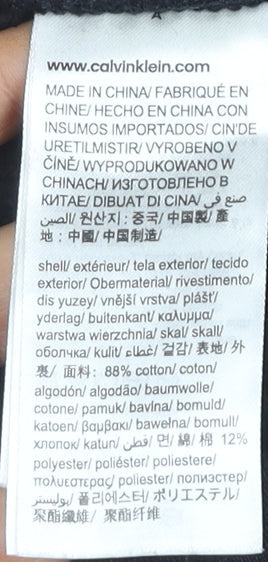 www.calvinklein.com
MADE IN CHINA/ FABRIQUÉ EN
CHINE/ HECHO EN CHINA CON
INSUMOS IMPORTADOS/ CIN'DE
URETILMISTIR/ VYROBENO V
ČÍNĚ/ WYPRODUKOWANO W
CHINACH/ ИЗГОТОВЛЕНО В
КИТАЕ/ DIBUAT DI CINA/ صنع في
الصين/ 원산지 : 중국/ 中国製/ 產
地 : 中國/ 中国制造/
shell/ extérieur/ tela exterior/ tecido
exterior/ Obermaterial/ rivestimento/
dis yuzey/ vnější vrstva/ plášť/
yderlag/ buitenkant/ καλυμμα/
warstwa wierzchnia/ skal/ skall/
оболчка/ kulit/ غطاء/ 겉감/ 表地/ 外
裏/ 面料: 88% cotton/ coton/
algodón/ algodão/ baumwolle/
cotone/ pamuk/ bavlna/ bomuld/
katoen/ βαμβακι/ bawełna/ bomull/
хлопок/ katun/ قطن/ 면/ 綿/ 棉 12%
polyester/ poliéster/ poliestere/
πολυεστερας/ poliester/ полиэстер/
بوليستر/ 폴리에스터/ ポリエステル/
聚酯纖維/ 聚酯纤维